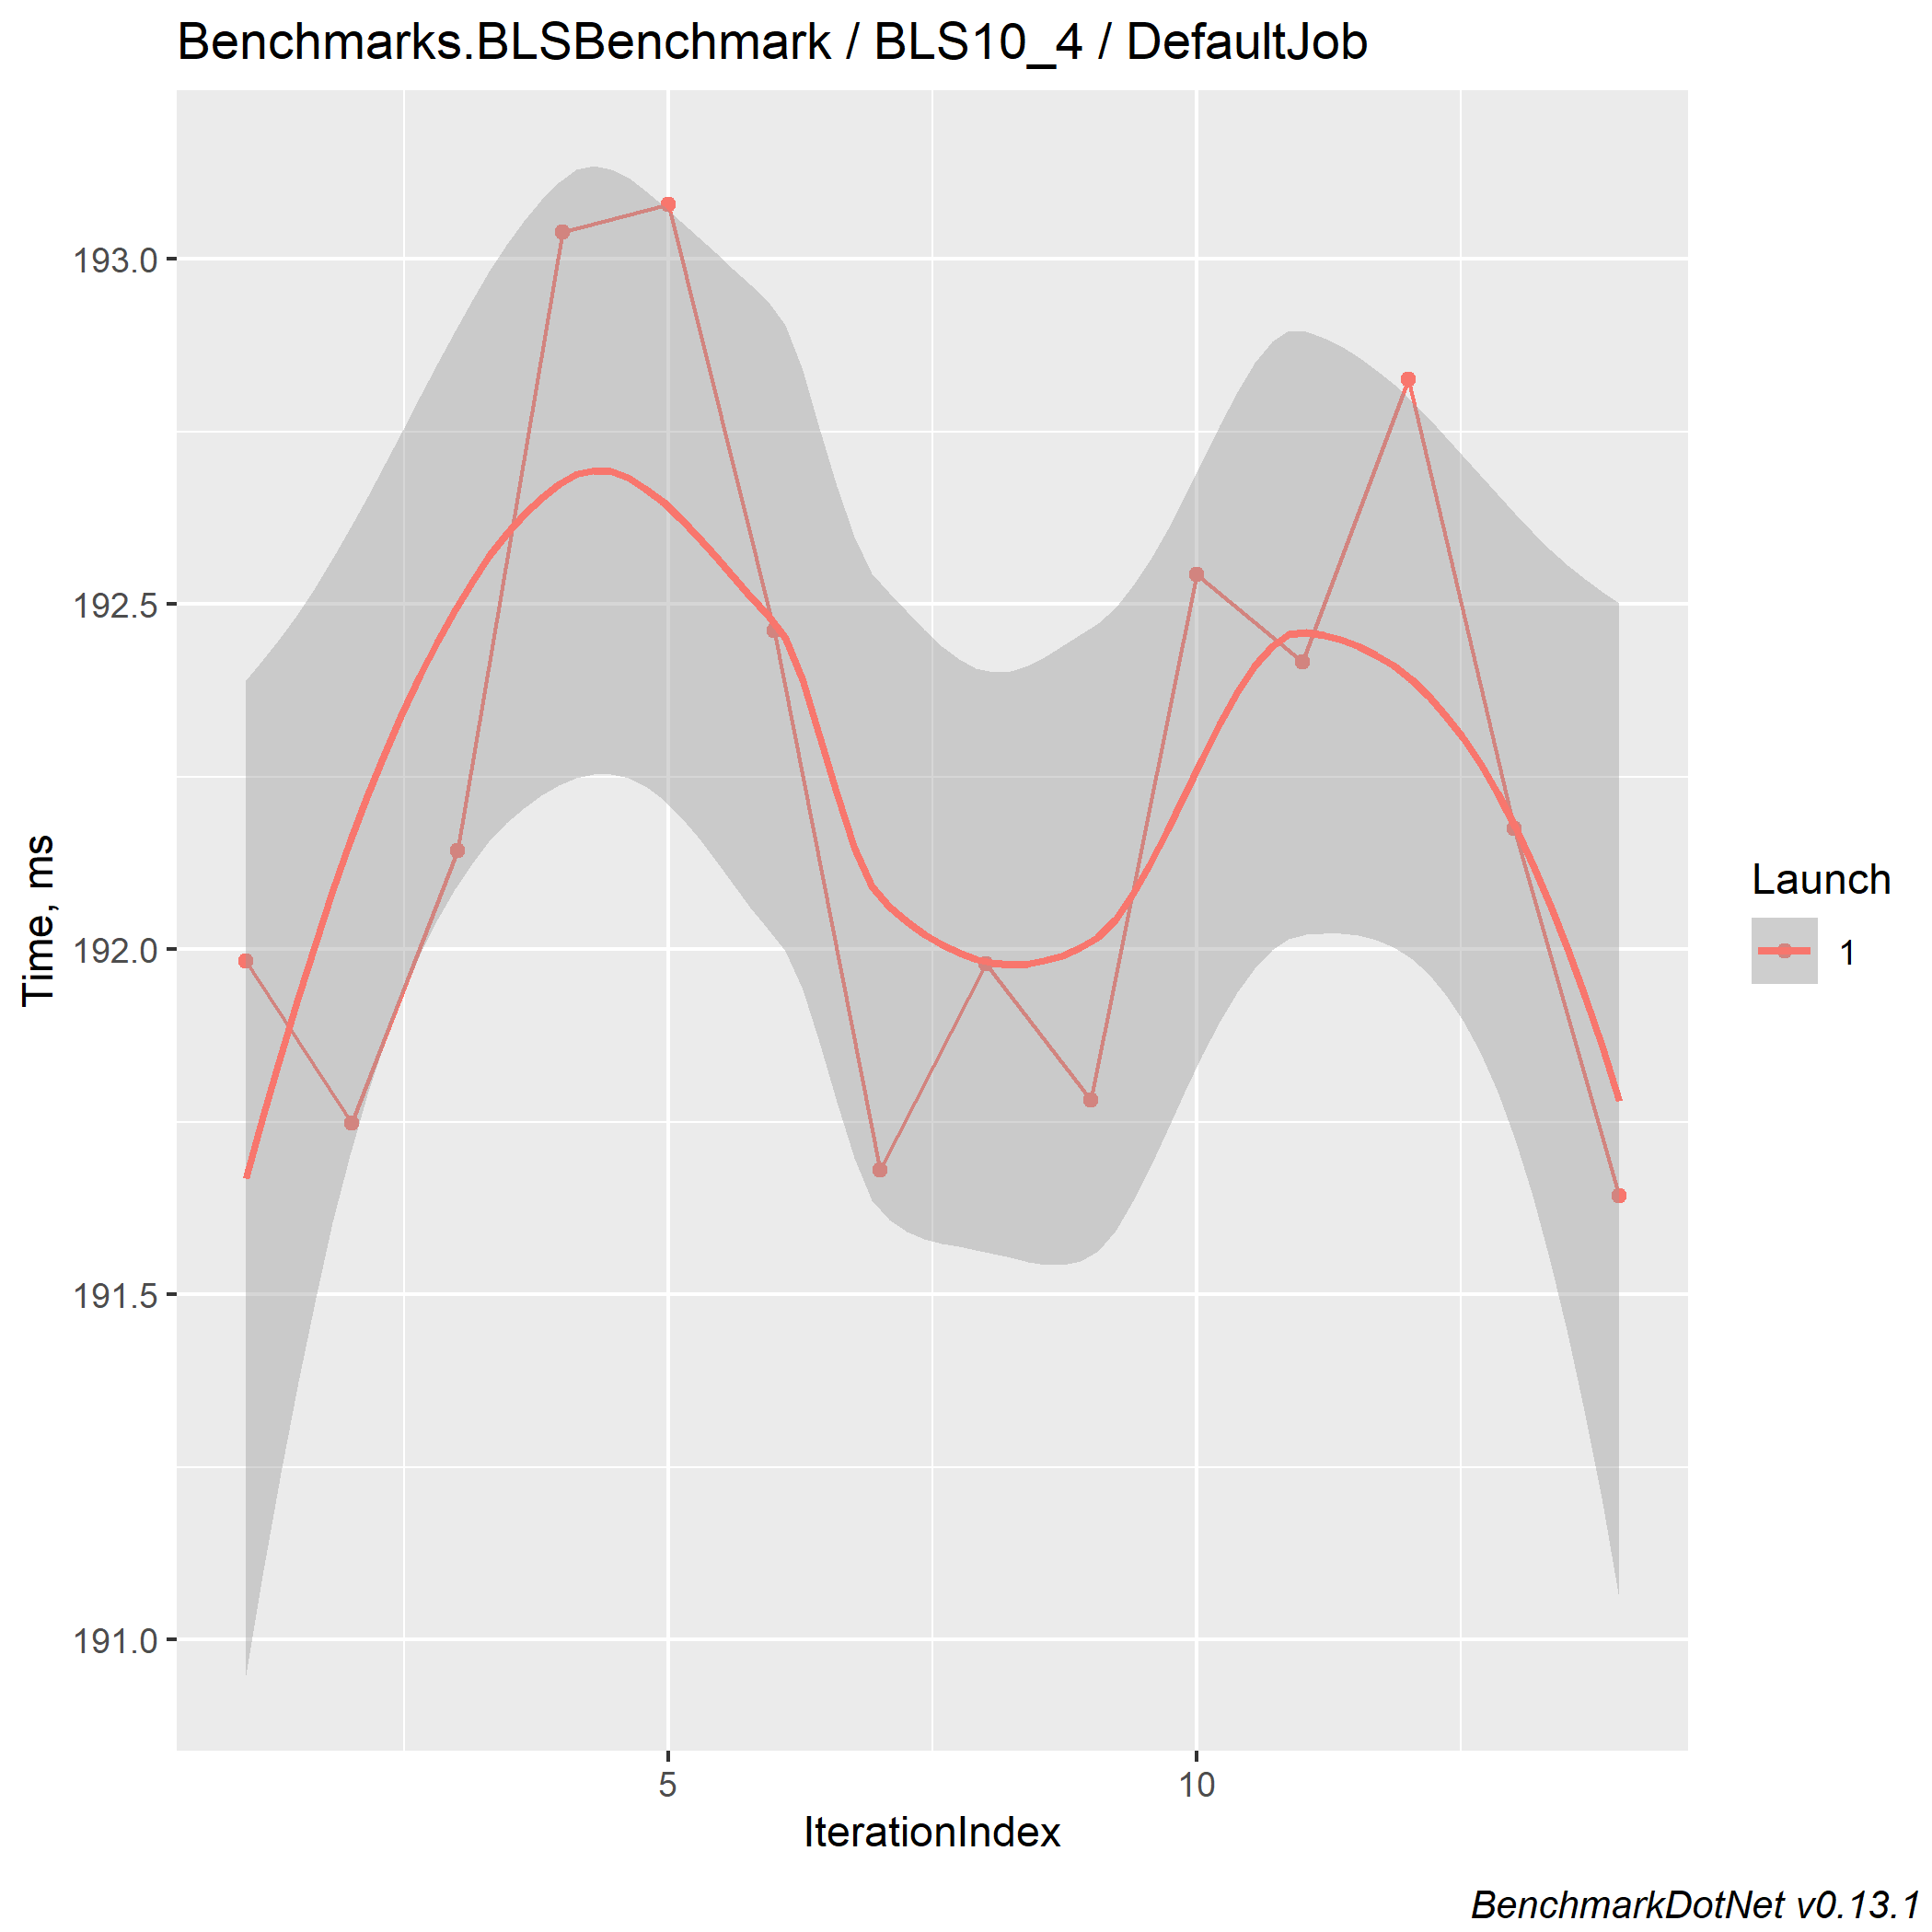 Benchmarks.BLSBenchmark / BLS10_4 / DefaultJob
Time, ms
193.0
192.5
192.0
191.5
191.0
5
10
IterationIndex
Launch
1
BenchmarkDotNet v0.13.1